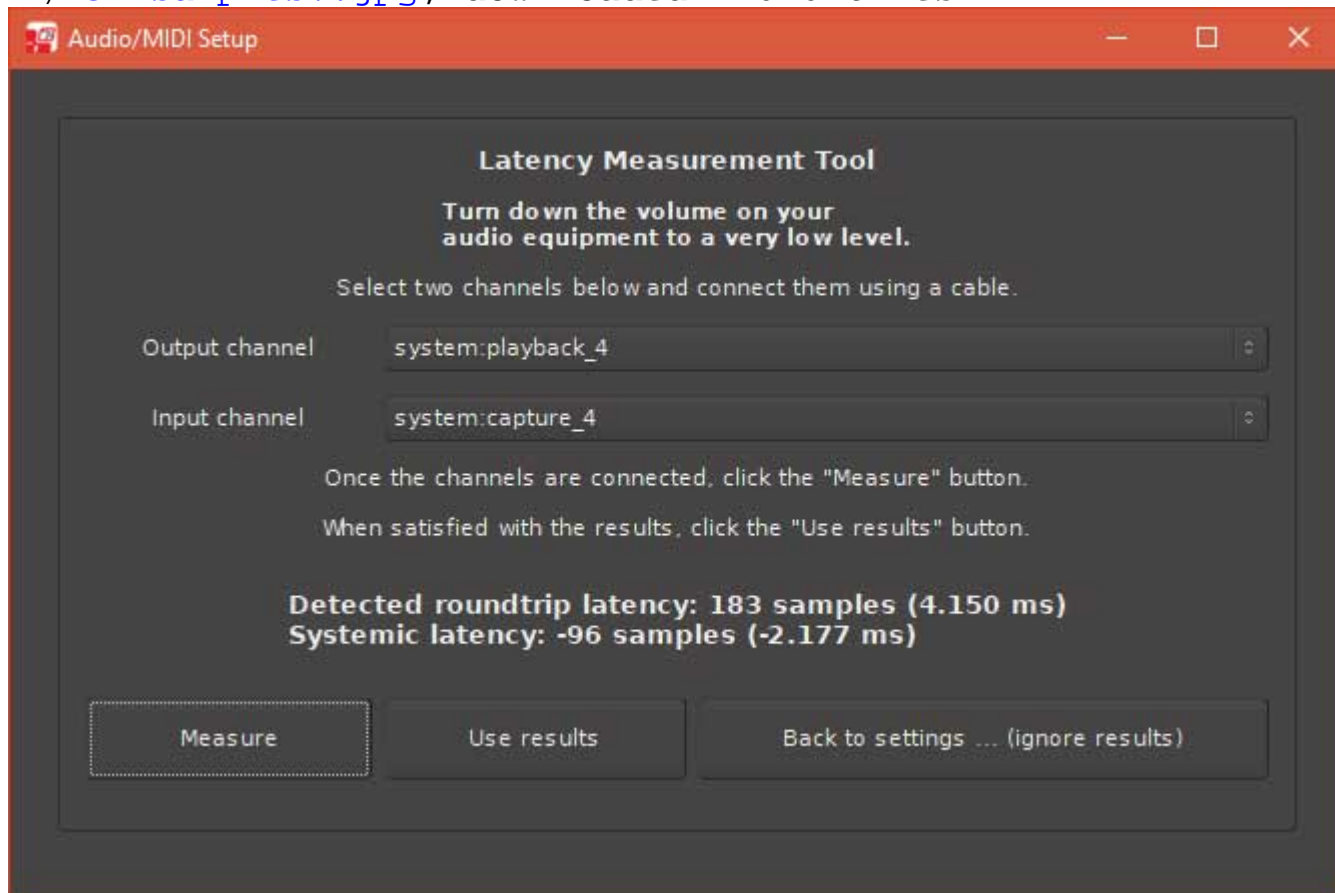 Audio/MIDI Setup
Latency Measurement Tool
Turn down the volume on your
audio equipment to a very low level.
Select two channels below and connect them using a cable.
Output channel system:playback_4
Input channel system:capture_4
Once the channels are connected, click the "Measure" button.
When satisfied with the results, click the "Use results" button.
Detected roundtrip latency: 183 samples (4.150 ms)
Systemic latency: -96 samples (-2.177 ms)
Measure Use results Back to settings ... (ignore results)